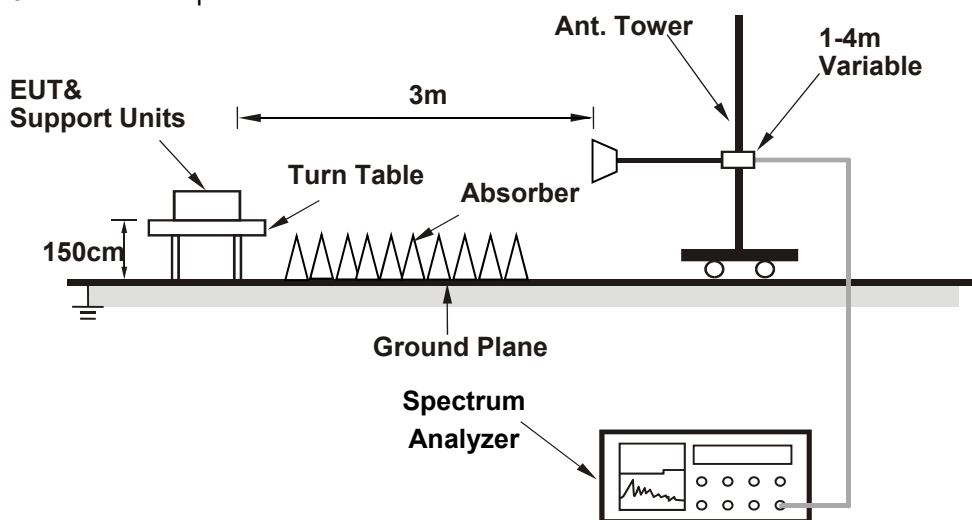 Ant. Tower
1-4m
Variable
EUT&
Support Units
3m
Turn Table
Absorber
150cm
Ground Plane
Spectrum
Analyzer